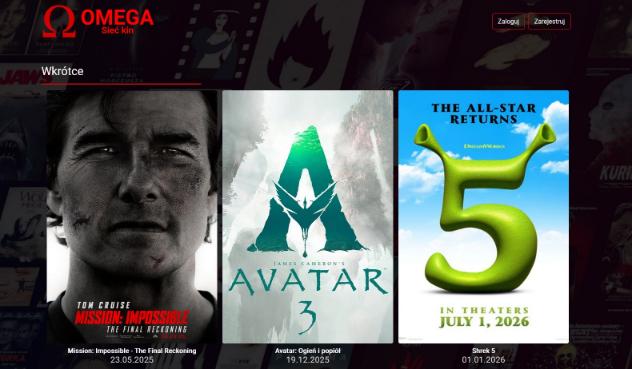 Ω OMEGA
Sieć kin
Zaloguj
Zarejestruj
JAWS
Wkrótce
TOM CRUISE
MISSION: IMPOSSIBLE
THE FINAL RECKONING
JAMES CAMERON'S
AVATAR
3
THE ALL-STAR
RETURNS
DREAMWORKS
5
IN THEATERS
JULY 1, 2026
Mission: Impossible - The Final Reckoning
23.05.2025
Avatar: Ogień i popiół
19.12.2025
Shrek 5
01.01.2026